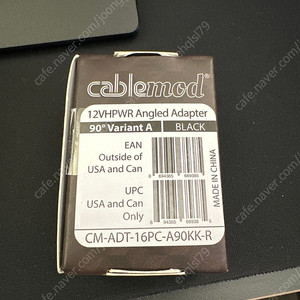 cablemod®
12VHPWR Angled Adapter
90° Variant A
BLACK
EAN
Outside of
USA and Can
UPC
USA and Can
Only
MADE IN CHINA
CM-ADT-16PC-A90KK-R